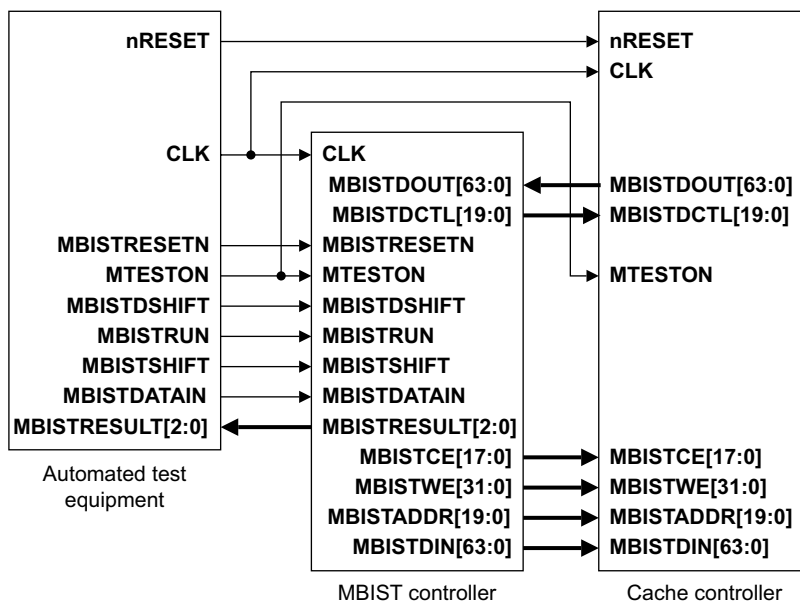 nRESET
CLK
MBISTRESETN
MTESTON
MBISTDSHIFT
MBISTRUN
MBISTSHIFT
MBISTDATAIN
MBISTRESULT[2:0]
Automated test
equipment
CLK
MBISTDOUT[63:0]
MBISTDCTL[19:0]
MBISTRESETN
MTESTON
MBISTDSHIFT
MBISTRUN
MBISTSHIFT
MBISTDATAIN
MBISTRESULT[2:0]
MBISTCE[17:0]
MBISTWE[31:0]
MBISTADDR[19:0]
MBISTDIN[63:0]
MBIST controller
nRESET
CLK
MBISTDOUT[63:0]
MBISTDCTL[19:0]
MTESTON
MBISTCE[17:0]
MBISTWE[31:0]
MBISTADDR[19:0]
MBISTDIN[63:0]
Cache controller